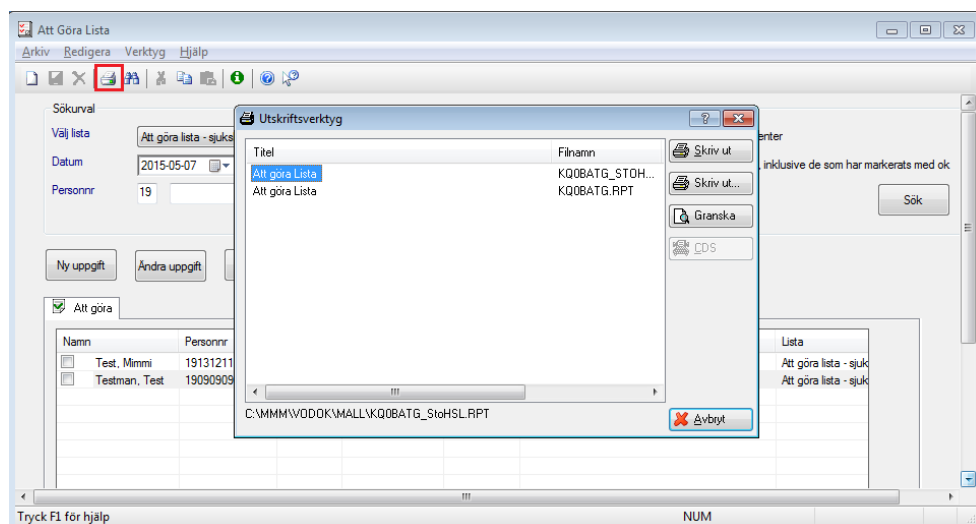 Att Göra Lista
Arkiv Redigera Verktyg Hjälp
Sökurval
Välj lista Att göra lista - sjuks
Datum 2015-05-07
Personnr 19
enter
, inklusive de som har markerats med ok
Sök
Ny uppgift Ändra uppgift
Att göra
Namn Personnr Lista
Test, Mimmi 19131211 Att göra lista - sjuk
Testman, Test 19090909 Att göra lista - sjuk
Utskriftsverktyg
Titel Filnamn
Att göra Lista KQ0BATG_STOH...
Att göra Lista KQ0BATG.RPT
Skriv ut
Skriv ut...
Granska
CDS
C:\MMM\VODOK\MALL\KQ0BATG_StoHSL.RPT
Avbryt
Tryck F1 för hjälp NUM